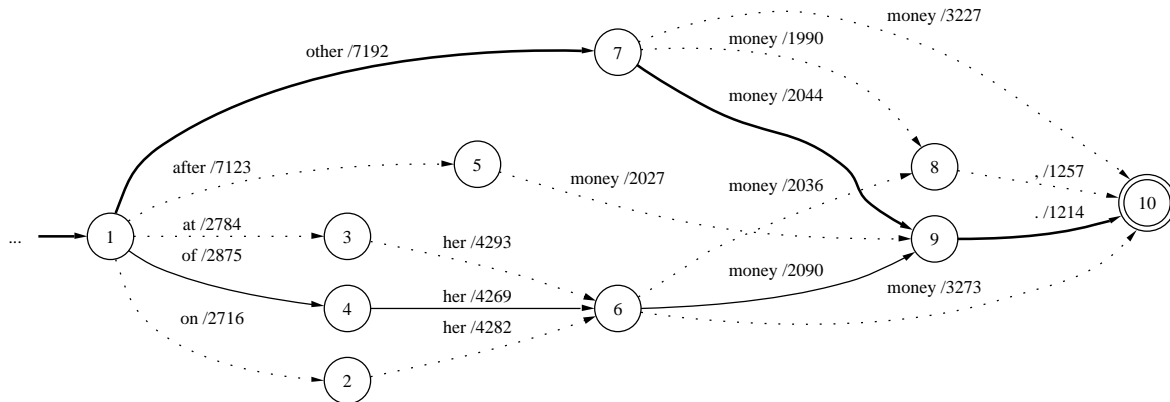 money /3227
other /7192
7
money /1990
money /2044
after /7123
5
money /2027
money /2036
8
. /1257
10
...
1
at /2784
3
of /2875
her /4293
9
. /1214
money /2090
4
her /4269
6
money /3273
on /2716
her /4282
2